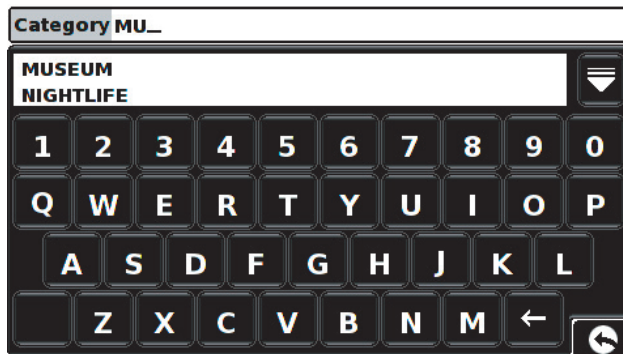 Category MU_
MUSEUM
NIGHTLIFE
1 2 3 4 5 6 7 8 9 0
Q W E R T Y U I O P
A S D F G H J K L
Z X C V B N M ←